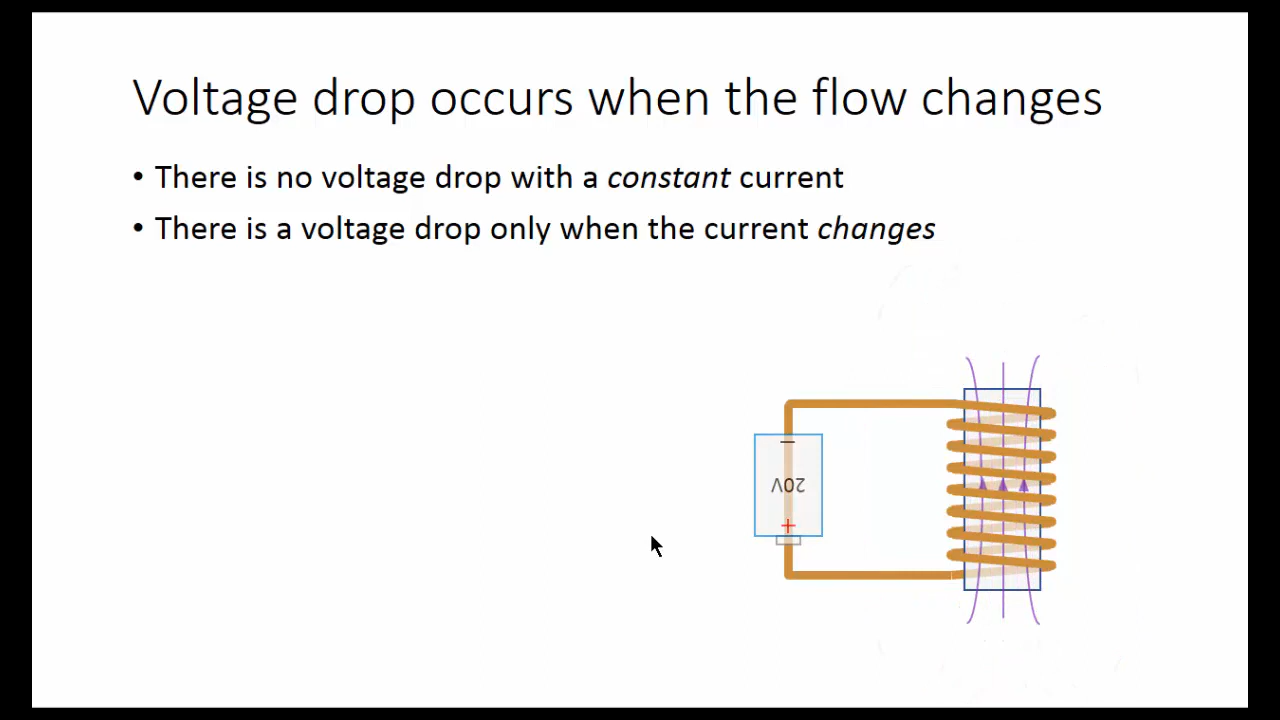 Voltage drop occurs when the flow changes
• There is no voltage drop with a constant current
• There is a voltage drop only when the current changes
−
20V
+